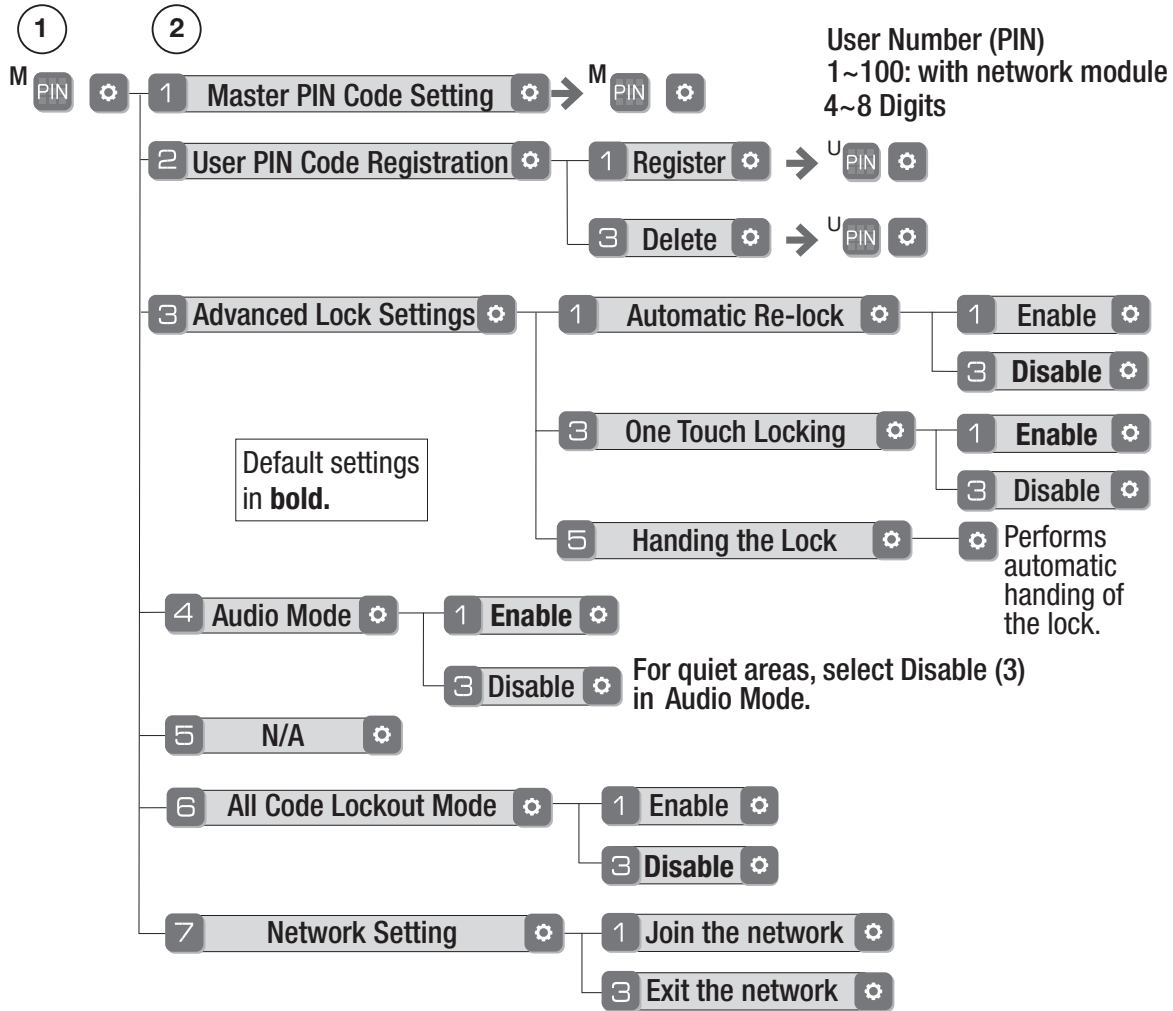 1 2
User Number (PIN)
1~100: with network module
4~8 Digits
M PIN 1 Master PIN Code Setting M PIN
2 User PIN Code Registration 1 Register U PIN
3 Delete U PIN
3 Advanced Lock Settings 1 Automatic Re-lock 1 Enable
3 Disable
3 One Touch Locking 1 Enable
3 Disable
Default settings
in bold.
5 Handing the Lock Performs
automatic
handing of
the lock.
4 Audio Mode 1 Enable
3 Disable For quiet areas, select Disable (3)
in Audio Mode.
5 N/A
6 All Code Lockout Mode 1 Enable
3 Disable
7 Network Setting 1 Join the network
3 Exit the network